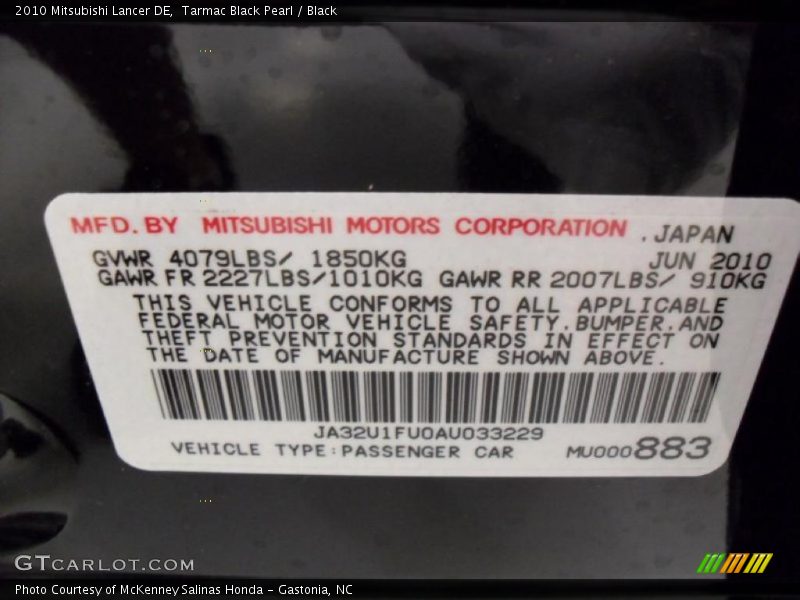 2010 Mitsubishi Lancer DE,  Tarmac Black Pearl / Black
MFD. BY MITSUBISHI MOTORS CORPORATION . JAPAN
GVWR 4079LBS/ 1850KG JUN 2010
GAWR FR 2227LBS/1010KG GAWR RR 2007LBS/ 910KG
THIS VEHICLE CONFORMS TO ALL APPLICABLE
FEDERAL MOTOR VEHICLE SAFETY.BUMPER.AND
THEFT PREVENTION STANDARDS IN EFFECT ON
THE DATE OF MANUFACTURE SHOWN ABOVE.
JA32U1FU0AU033229
VEHICLE TYPE:PASSENGER CAR MU000883
GTCARLOT.COM
Photo Courtesy of McKenney Salinas Honda - Gastonia, NC